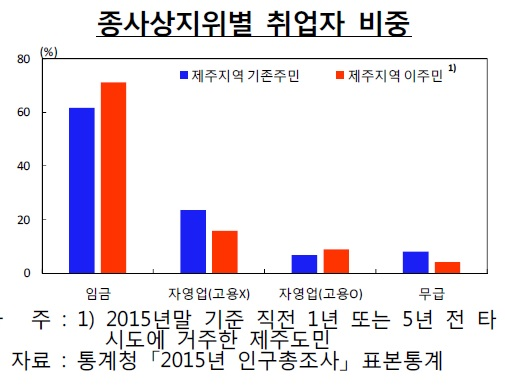 종사상지위별 취업자 비중
(%)
제주지역 기존주민 제주지역 이주민 1)
80
60
40
20
0
임금 자영업(고용X) 자영업(고용O) 무급
주 : 1) 2015년말 기준 직전 1년 또는 5년 전 타
시도에 거주한 제주도민
자료 : 통계청「2015년 인구총조사」표본통계